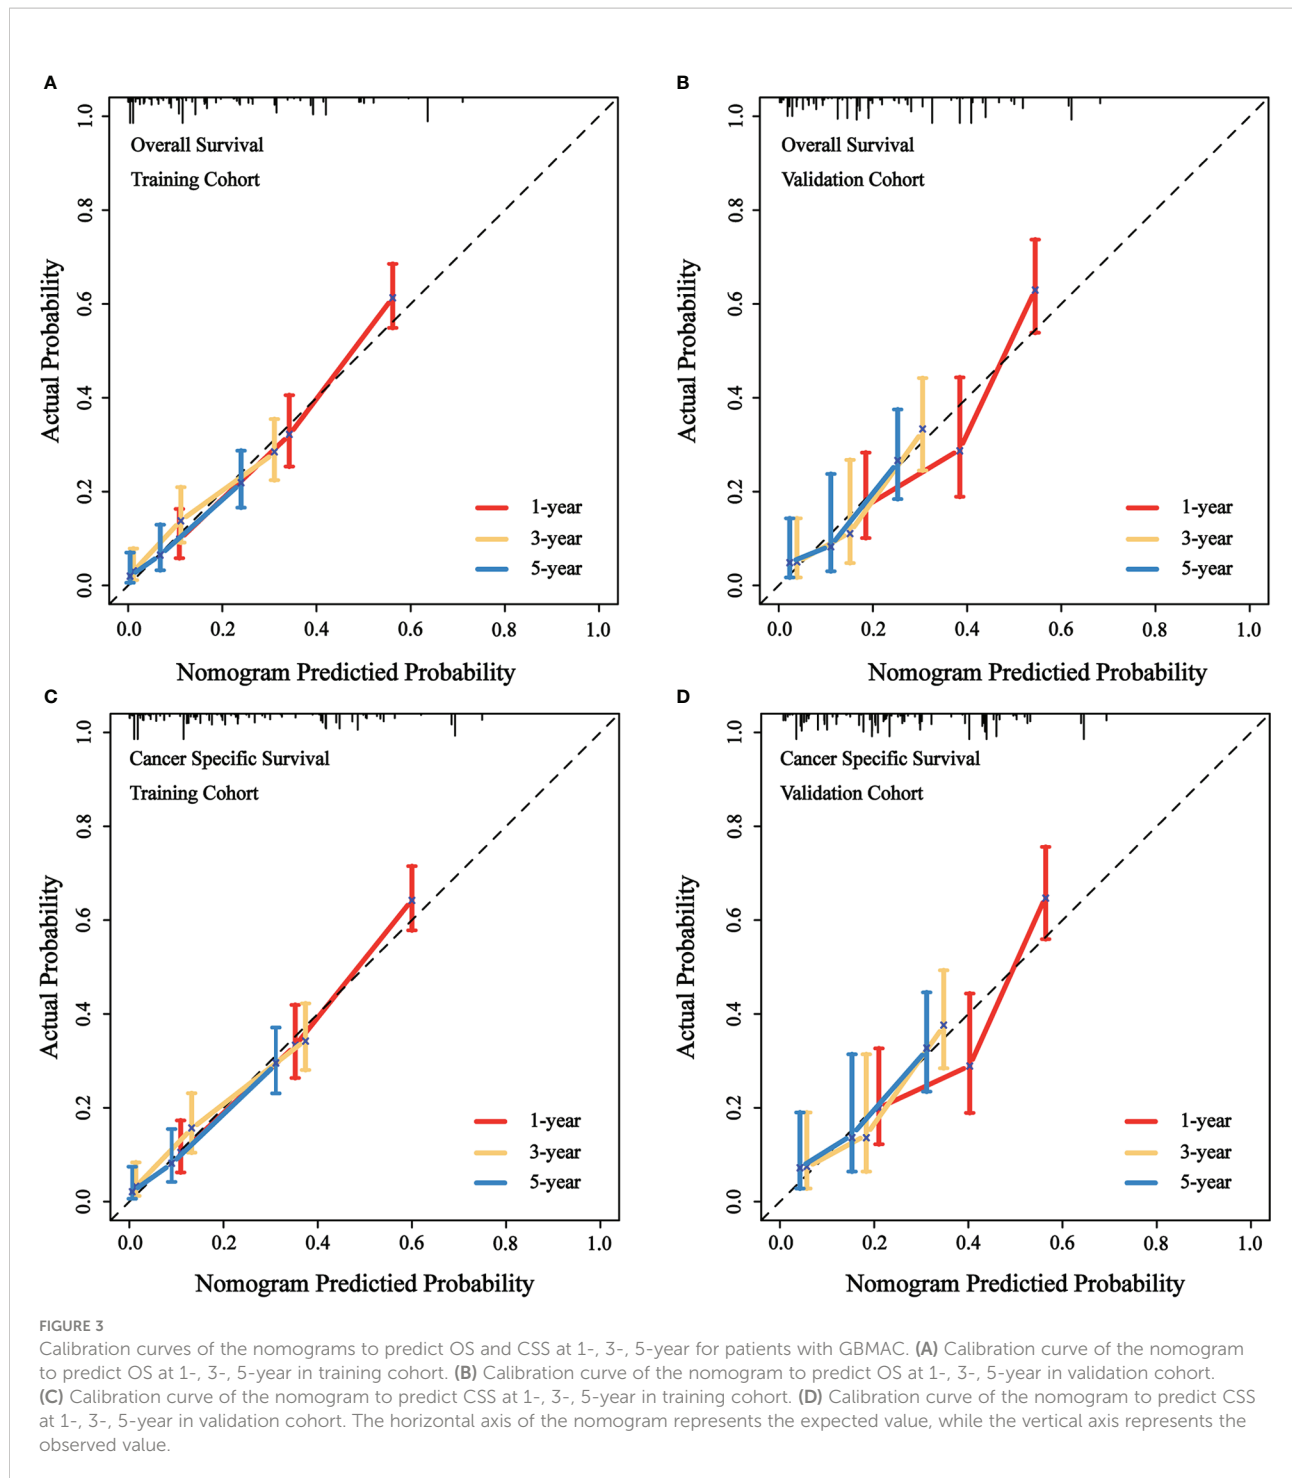 A
Overall Survival
Training Cohort
1.0
0.8
0.6
0.4
0.2
0.0
Actual Probability
1-year
3-year
5-year
0.0 0.2 0.4 0.6 0.8 1.0
Nomogram Predictied Probability
B
Overall Survival
Validation Cohort
1.0
0.8
0.6
0.4
0.2
0.0
Actual Probability
1-year
3-year
5-year
0.0 0.2 0.4 0.6 0.8 1.0
Nomogram Predictied Probability
C
Cancer Specific Survival
Training Cohort
1.0
0.8
0.6
0.4
0.2
0.0
Actual Probability
1-year
3-year
5-year
0.0 0.2 0.4 0.6 0.8 1.0
Nomogram Predictied Probability
D
Cancer Specific Survival
Validation Cohort
1.0
0.8
0.6
0.4
0.2
0.0
Actual Probability
1-year
3-year
5-year
0.0 0.2 0.4 0.6 0.8 1.0
Nomogram Predictied Probability
FIGURE 3
Calibration curves of the nomograms to predict OS and CSS at 1-, 3-, 5-year for patients with GBMAC. (A) Calibration curve of the nomogram
to predict OS at 1-, 3-, 5-year in training cohort. (B) Calibration curve of the nomogram to predict OS at 1-, 3-, 5-year in validation cohort.
(C) Calibration curve of the nomogram to predict CSS at 1-, 3-, 5-year in training cohort. (D) Calibration curve of the nomogram to predict CSS
at 1-, 3-, 5-year in validation cohort. The horizontal axis of the nomogram represents the expected value, while the vertical axis represents the
observed value.